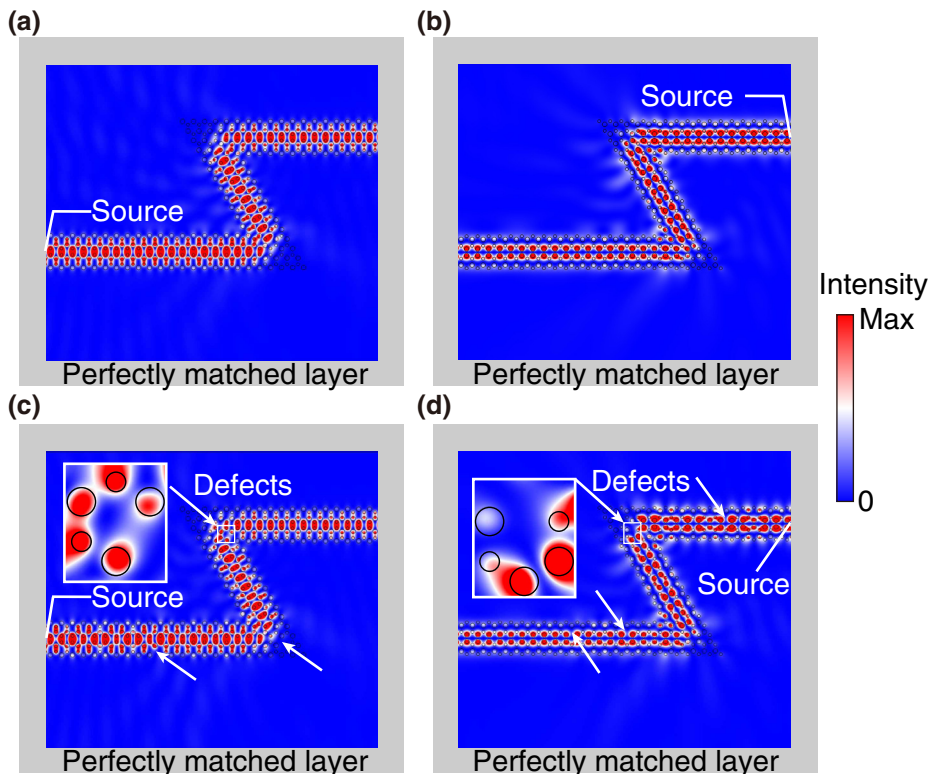 (a)
(b)
Source
Source
Perfectly matched layer
Perfectly matched layer
Intensity
Max
0
(c)
(d)
Defects
Source
Perfectly matched layer
Defects
Source
Perfectly matched layer